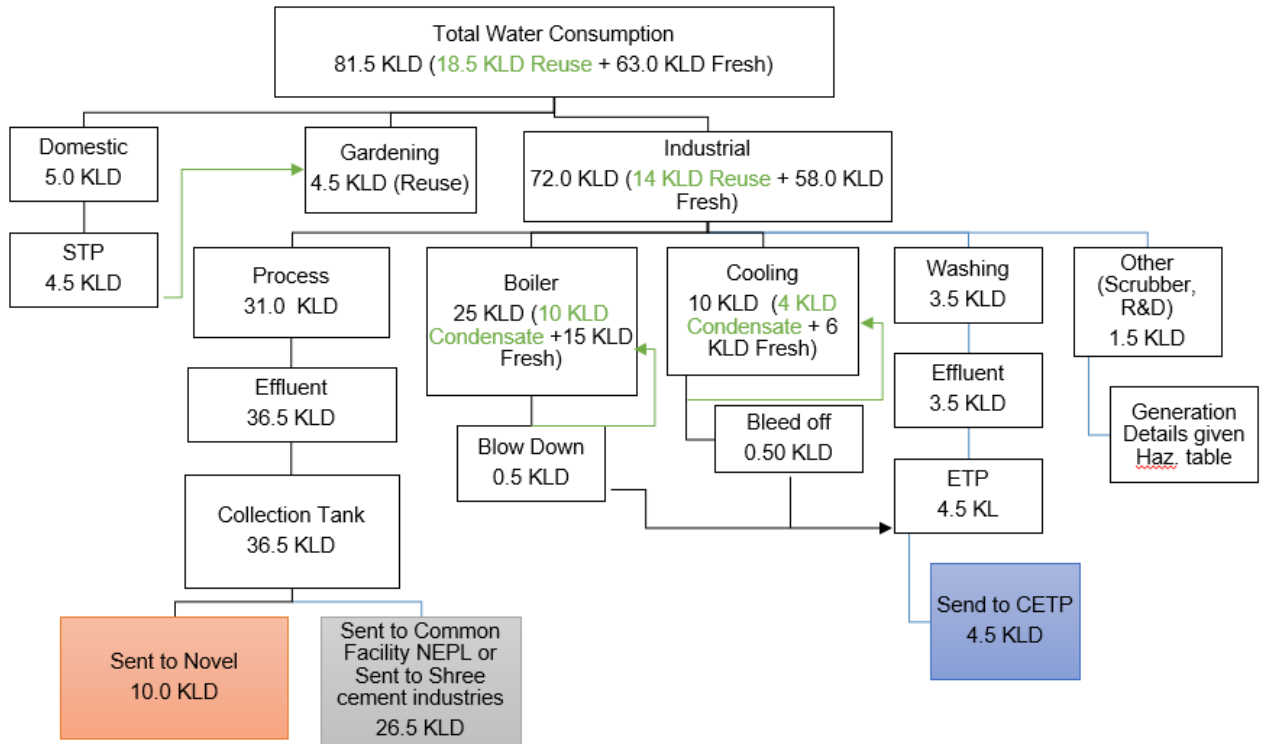 Total Water Consumption
81.5 KLD (18.5 KLD Reuse + 63.0 KLD Fresh)
Domestic
5.0 KLD
Gardening
4.5 KLD (Reuse)
Industrial
72.0 KLD (14 KLD Reuse + 58.0 KLD
Fresh)
STP
4.5 KLD
Process
31.0 KLD
Boiler
25 KLD (10 KLD
Condensate +15 KLD
Fresh)
Cooling
10 KLD (4 KLD
Condensate + 6
KLD Fresh)
Washing
3.5 KLD
Other
(Scrubber,
R&D)
1.5 KLD
Effluent
36.5 KLD
Effluent
3.5 KLD
Generation
Details given
Haz. table
Blow Down
0.5 KLD
Bleed off
0.50 KLD
ETP
4.5 KL
Collection Tank
36.5 KLD
Send to CETP
4.5 KLD
Sent to Novel
10.0 KLD
Sent to Common
Facility NEPL or
Sent to Shree
cement industries
26.5 KLD